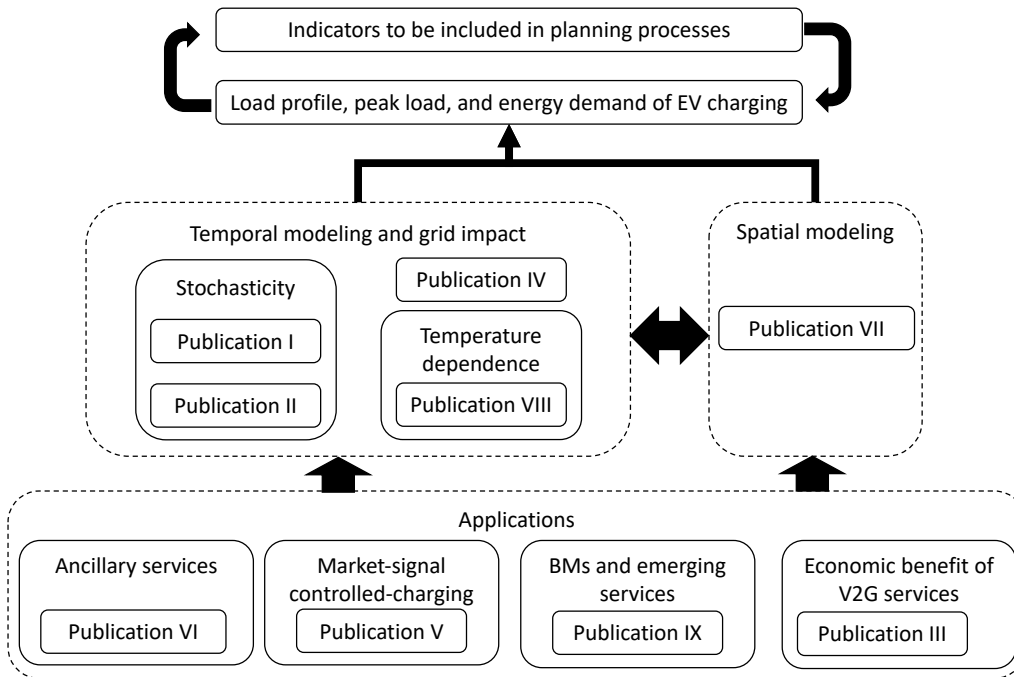 Indicators to be included in planning processes
Load profile, peak load, and energy demand of EV charging
Temporal modeling and grid impact
Stochasticity
Publication I
Publication II
Publication IV
Temperature
dependence
Publication VIII
Spatial modeling
Publication VII
Applications
Ancillary services
Publication VI
Market-signal
controlled-charging
Publication V
BMs and emerging
services
Publication IX
Economic benefit of
V2G services
Publication III